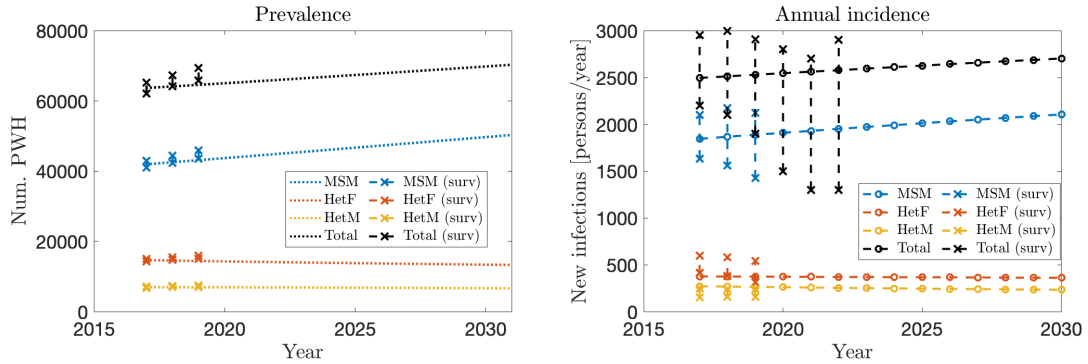 Prevalence
80000
60000
40000
20000
0
Num. PWH
2015
2020
2025
2030
Year
MSM
HetF
HetM
Total
MSM (surv)
HetF (surv)
HetM (surv)
Total (surv)
Annual incidence
3000
2500
2000
1500
1000
500
0
New infections [persons/year]
2015
2020
2025
2030
Year
MSM
HetF
HetM
Total
MSM (surv)
HetF (surv)
HetM (surv)
Total (surv)